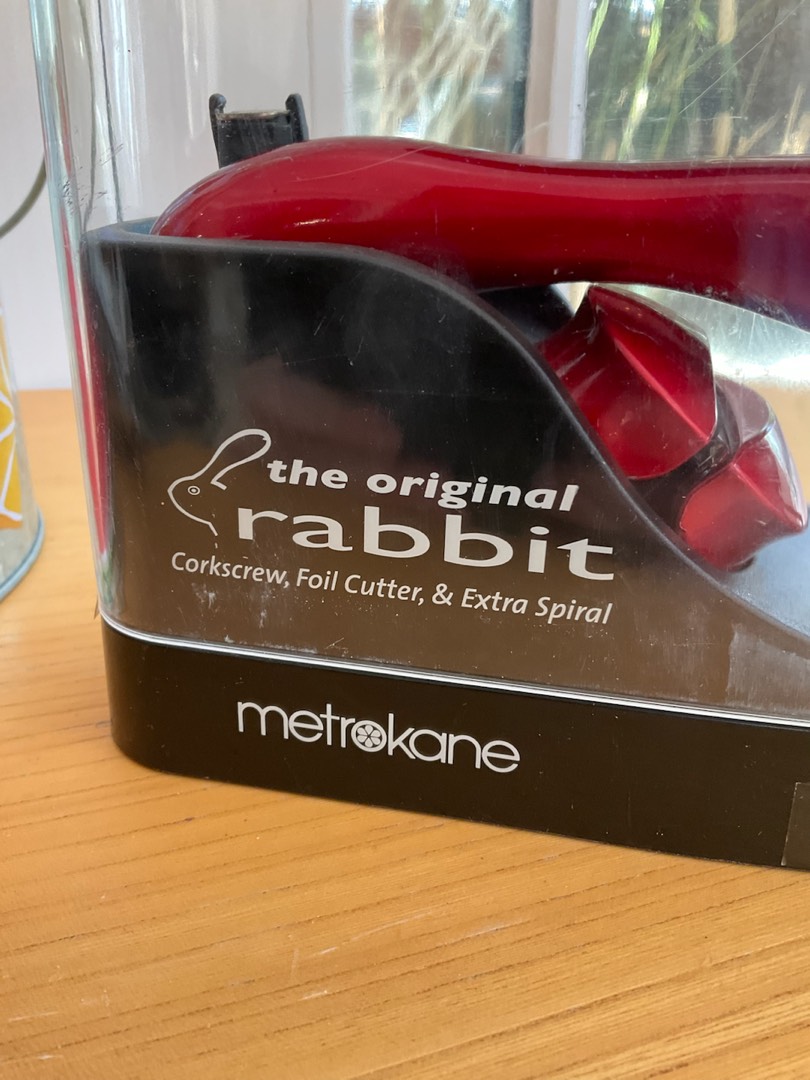 the original
rabbit
Corkscrew, Foil Cutter, & Extra Spiral
metrokane